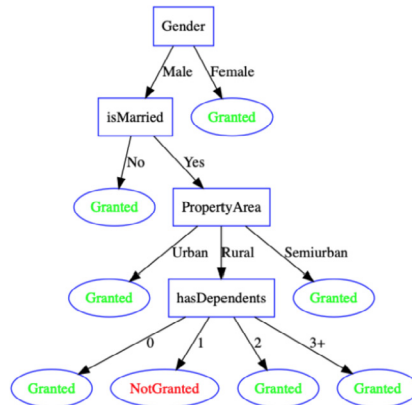 Gender
Male Female
isMarried Granted
No Yes
Granted PropertyArea
Urban Rural Semiurban
Granted hasDependents Granted
0 1 2 3+
Granted NotGranted Granted Granted